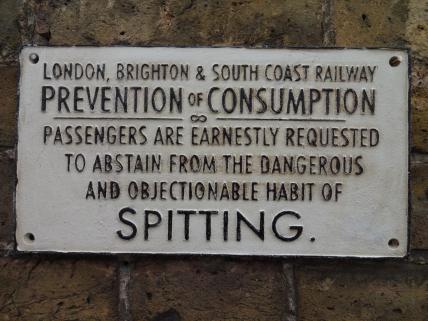 LONDON, BRIGHTON & SOUTH COAST RAILWAY
PREVENTION OF CONSUMPTION
PASSENGERS ARE EARNESTLY REQUESTED
TO ABSTAIN FROM THE DANGEROUS
AND OBJECTIONABLE HABIT OF
SPITTING.